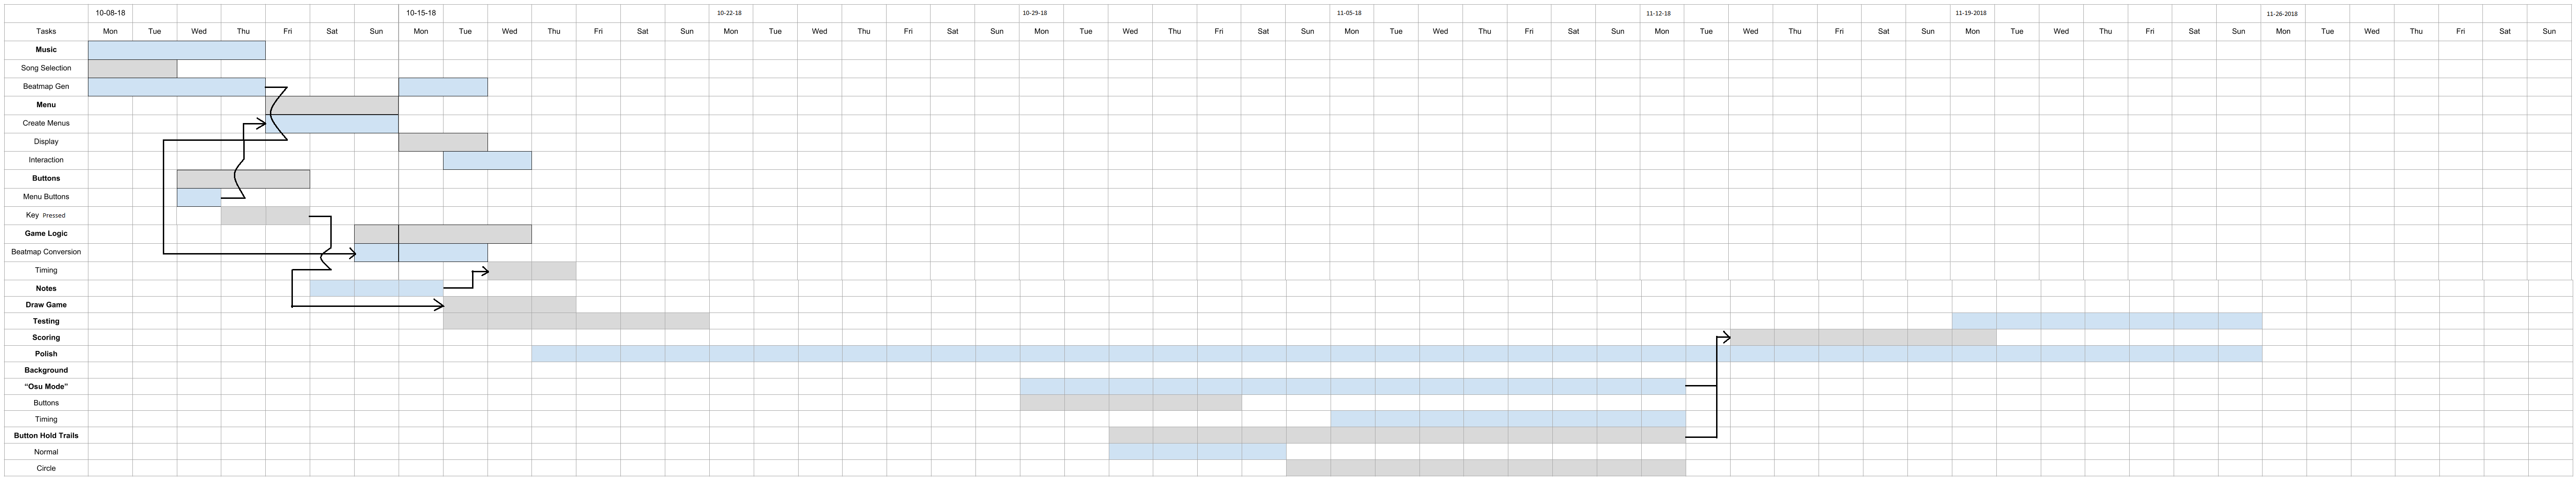 10-08-18 10-15-18 10-22-18 10-29-18 11-05-18 11-12-18 11-19-2018 11-26-2018
Tasks Mon Tue Wed Thu Fri Sat Sun Mon Tue Wed Thu Fri Sat Sun Mon Tue Wed Thu Fri Sat Sun Mon Tue Wed Thu Fri Sat Sun Mon Tue Wed Thu Fri Sat Sun Mon Tue Wed Thu Fri Sat Sun Mon Tue Wed Thu Fri Sat Sun Mon Tue Wed Thu Fri Sat Sun
Music
Song Selection
Beatmap Gen
Menu
Create Menus
Display
Interaction
Buttons
Menu Buttons
Key Pressed
Game Logic
Beatmap Conversion
Timing
Notes
Draw Game
Testing
Scoring
Polish
Background
“Osu Mode”
Buttons
Timing
Button Hold Trails
Normal
Circle